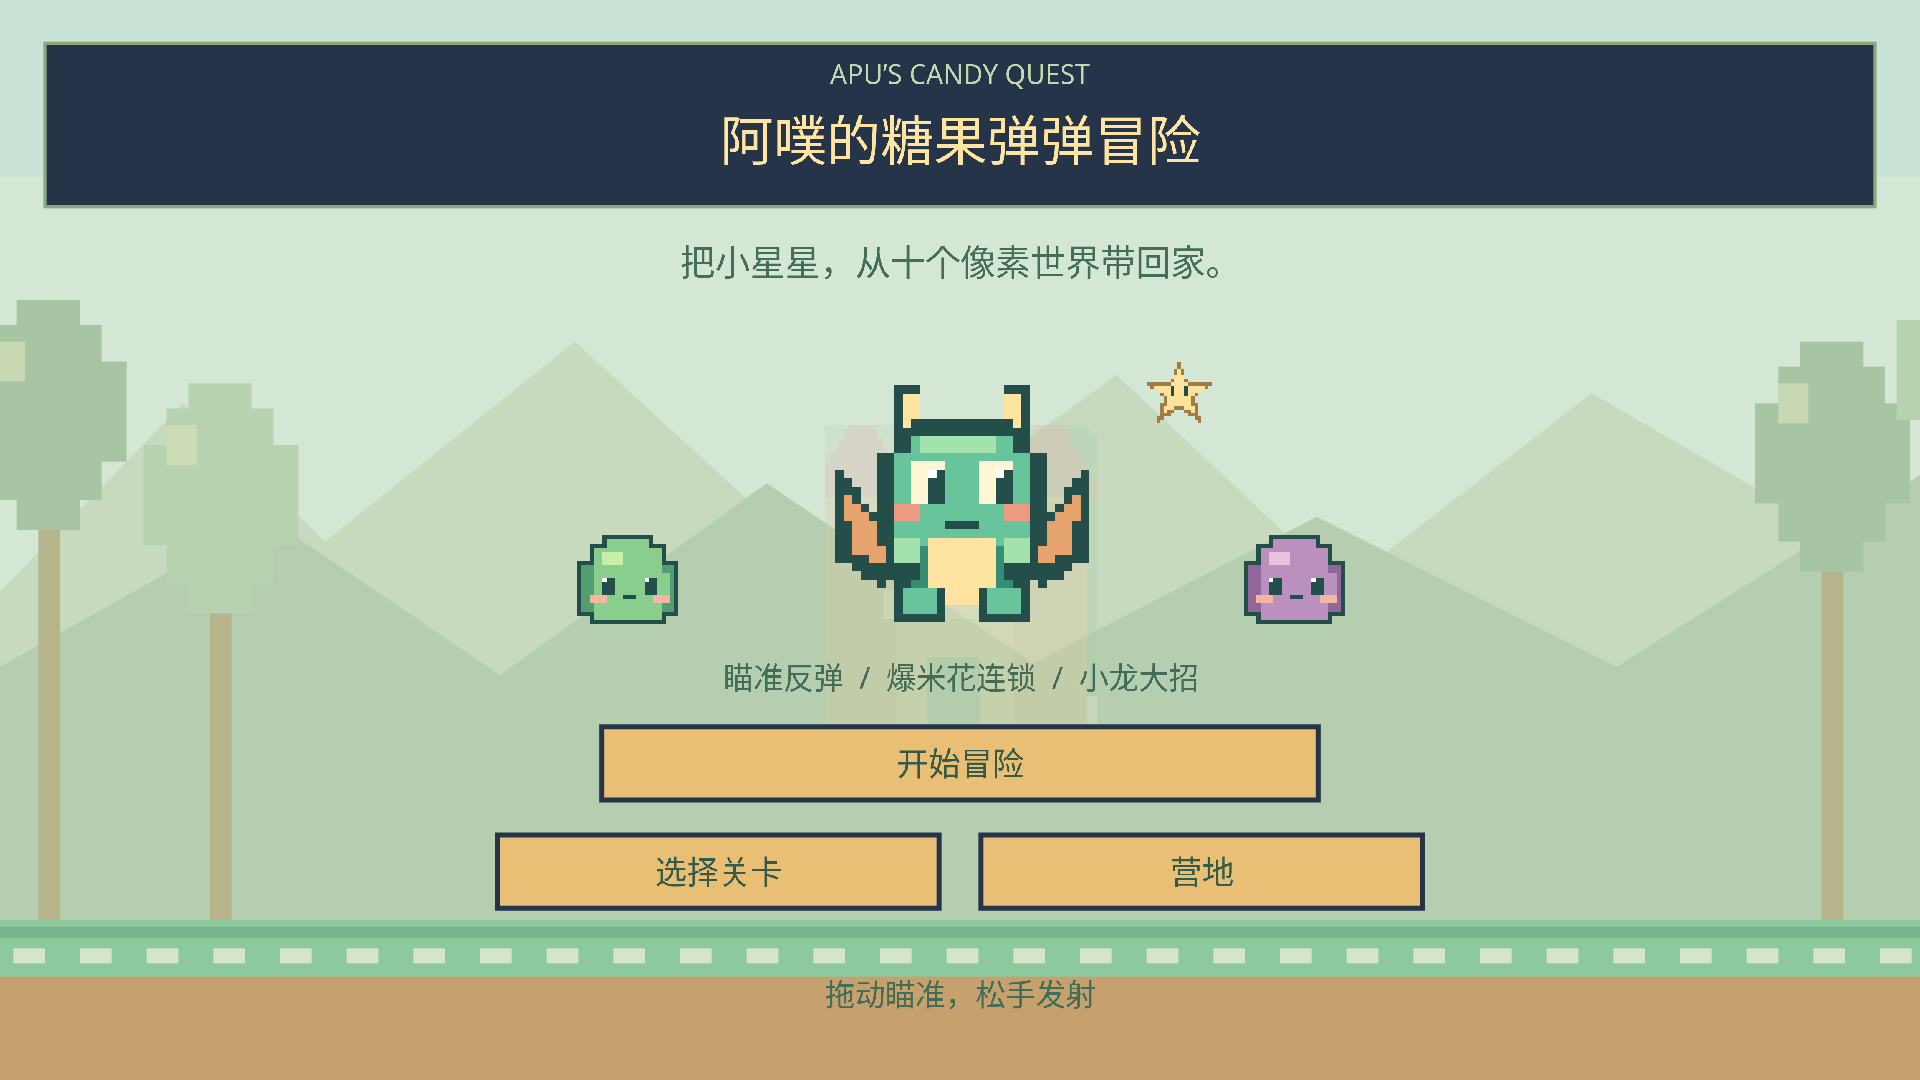 APU'S CANDY QUEST
阿噗的糖果弹弹冒险
把小星星，从十个像素世界带回家。
瞄准反弹 / 爆米花连锁 / 小龙大招
开始冒险
选择关卡
营地
拖动瞄准，松手发射